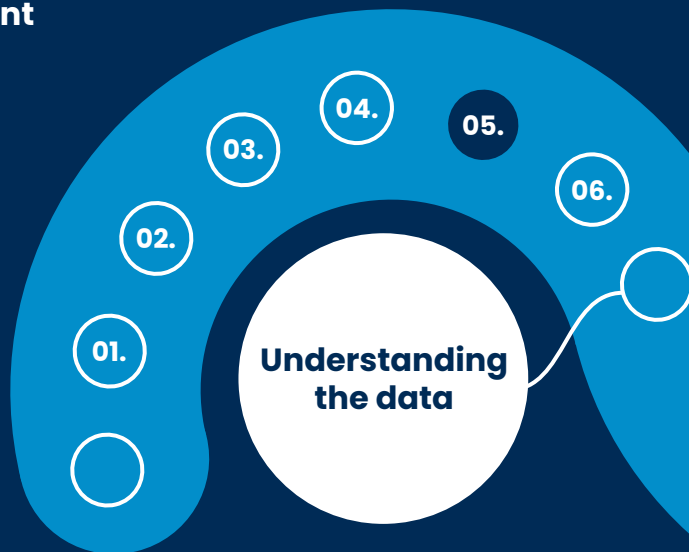 nt
04.
05.
03.
06.
02.
01.
Understanding
the data